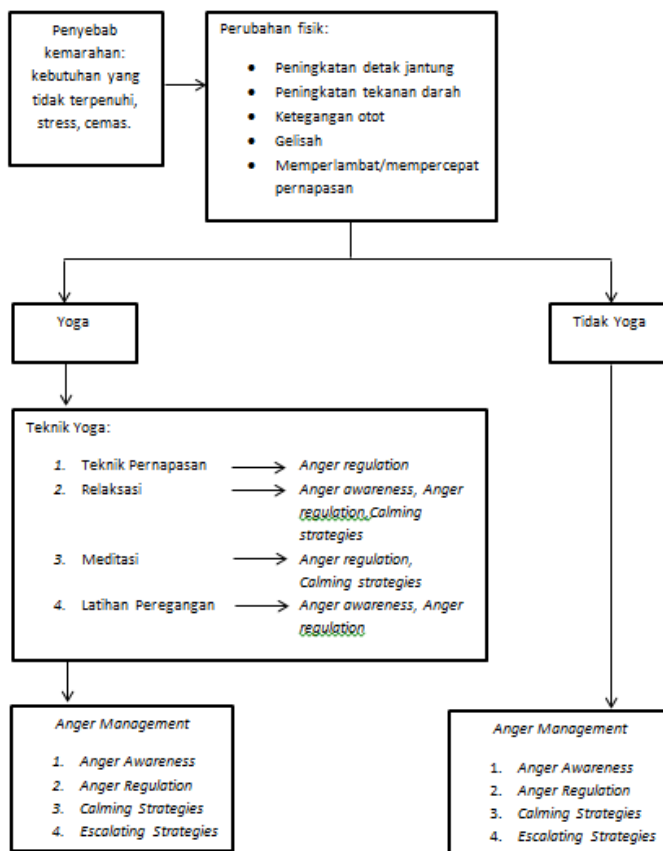 Penyebab
kemarahan:
kebutuhan yang
tidak terpenuhi,
stress, cemas.
Perubahan fisik:
• Peningkatan detak jantung
• Peningkatan tekanan darah
• Ketegangan otot
• Gelisah
• Memperlambat/mempercepat
pernapasan
Yoga
Tidak Yoga
Teknik Yoga:
1. Teknik Pernapasan
Anger regulation
2. Relaksasi
Anger awareness, Anger
regulation,Calming
strategies
3. Meditasi
Anger regulation,
Calming strategies
4. Latihan Peregangan
Anger awareness, Anger
regulation
Anger Management
1. Anger Awareness
2. Anger Regulation
3. Calming Strategies
4. Escalating Strategies
Anger Management
1. Anger Awareness
2. Anger Regulation
3. Calming Strategies
4. Escalating Strategies